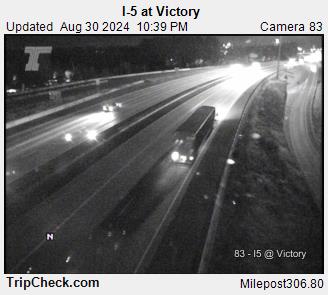 I-5 at Victory
Updated  Aug 30 2024  10:39 PM  Camera 83
T
N
83 - I5 @ Victory
TripCheck.com  Milepost306.80